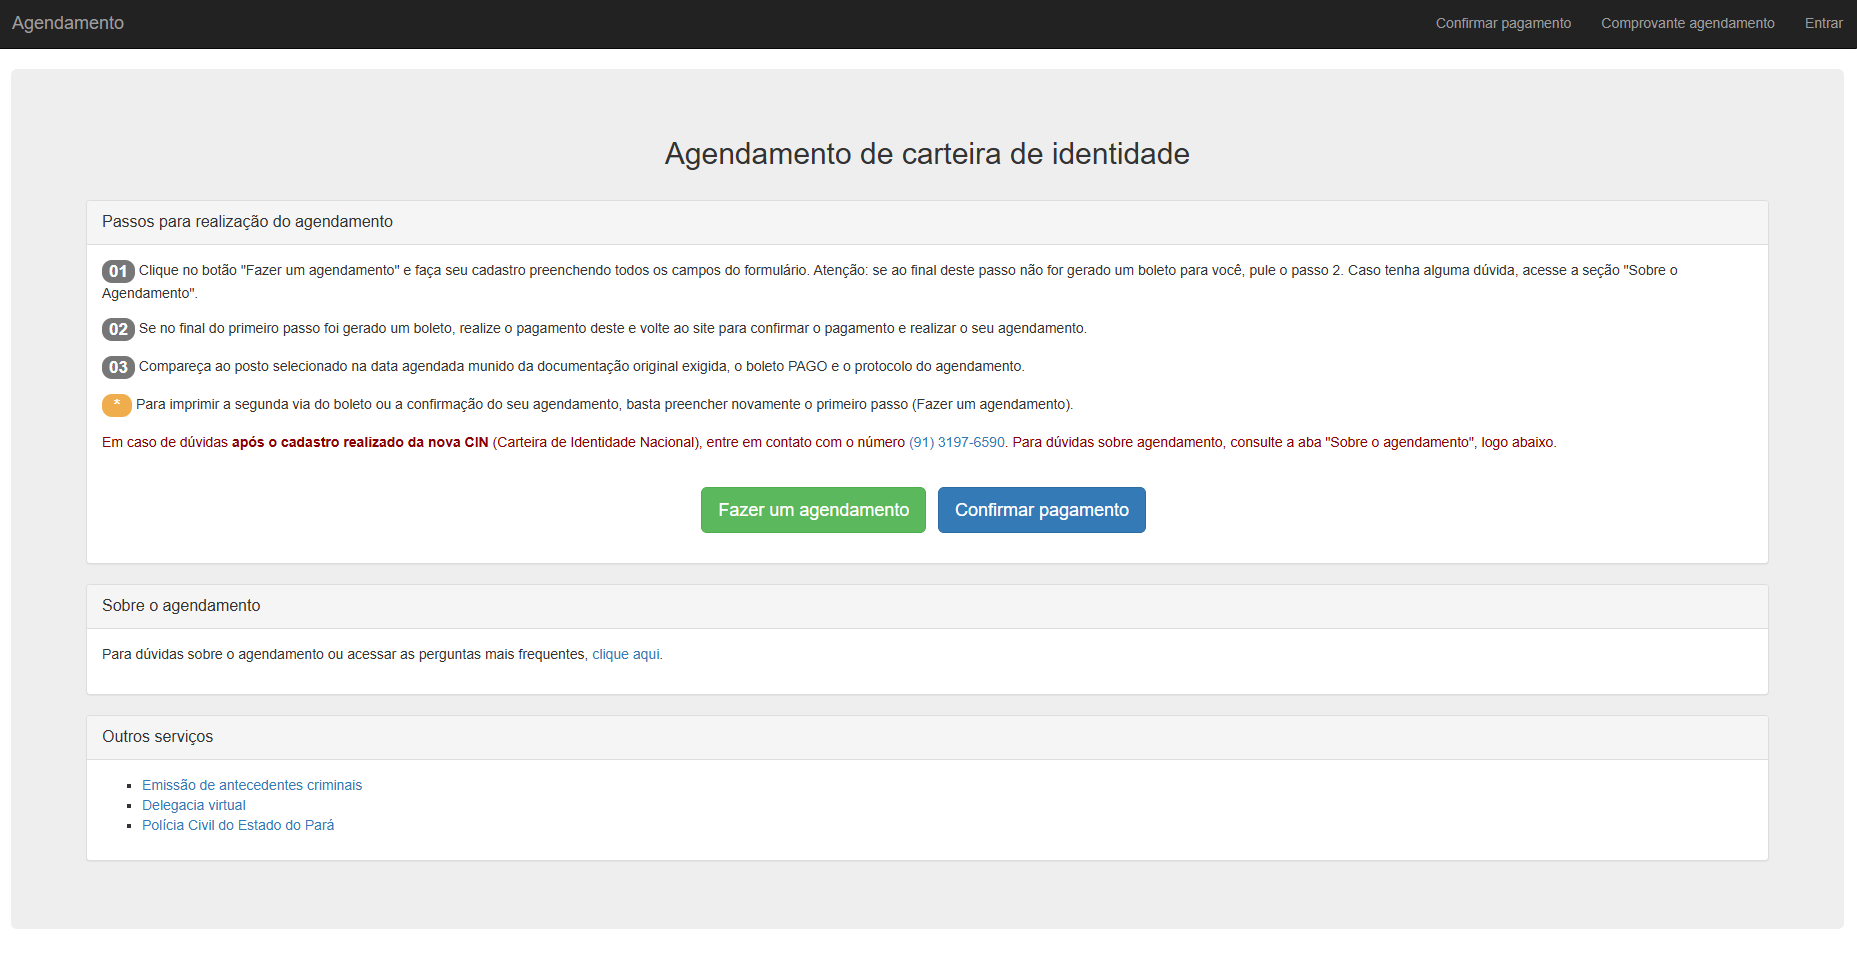 Agendamento
Confirmar pagamento
Comprovante agendamento
Entrar
Agendamento de carteira de identidade
Passos para realização do agendamento
01 Clique no botão "Fazer um agendamento" e faça seu cadastro preenchendo todos os campos do formulário. Atenção: se ao final deste passo não for gerado um boleto para você, pule o passo 2. Caso tenha alguma dúvida, acesse a seção "Sobre o
Agendamento".
02 Se no final do primeiro passo foi gerado um boleto, realize o pagamento deste e volte ao site para confirmar o pagamento e realizar o seu agendamento.
03 Compareça ao posto selecionado na data agendada munido da documentação original exigida, o boleto PAGO e o protocolo do agendamento.
* Para imprimir a segunda via do boleto ou a confirmação do seu agendamento, basta preencher novamente o primeiro passo (Fazer um agendamento).
Em caso de dúvidas após o cadastro realizado da nova CIN (Carteira de Identidade Nacional), entre em contato com o número (91) 3197-6590. Para dúvidas sobre agendamento, consulte a aba "Sobre o agendamento", logo abaixo.
Fazer um agendamento
Confirmar pagamento
Sobre o agendamento
Para dúvidas sobre o agendamento ou acessar as perguntas mais frequentes, clique aqui.
Outros serviços
Emissão de antecedentes criminais
Delegacia virtual
Polícia Civil do Estado do Pará